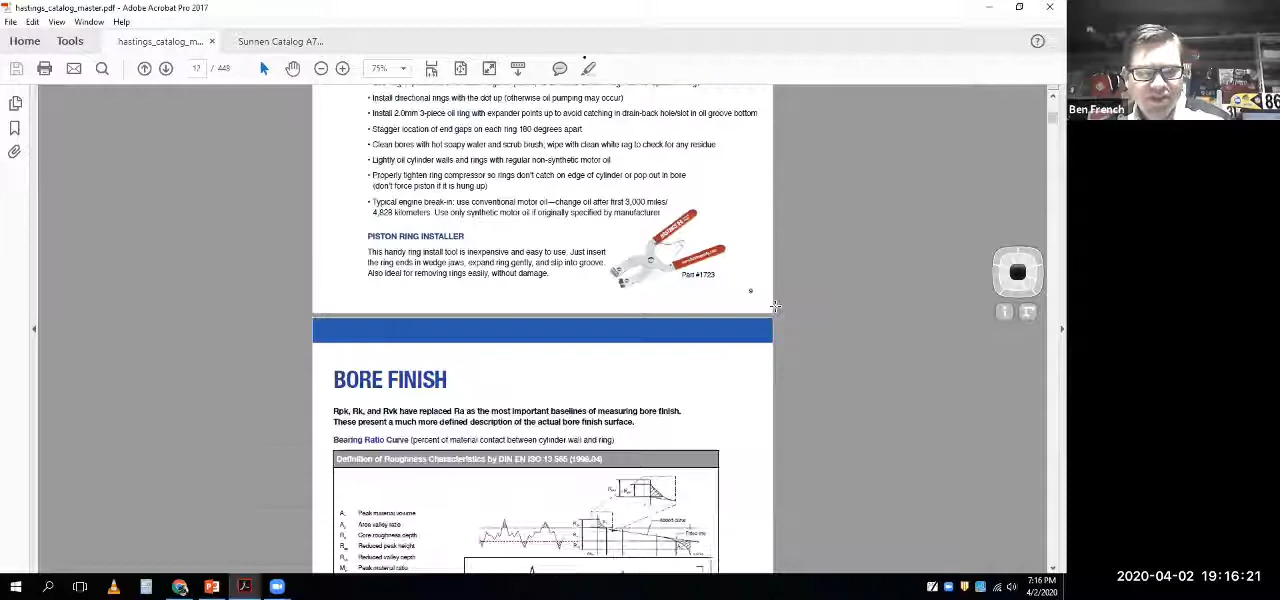 hastings_catalog_master.pdf - Adobe Acrobat Pro 2017
File Edit View Window Help
Home Tools hastings_catalog_m... × Sunnen Catalog A7...
12 / 448 75%
• Install directional rings with the dot up (otherwise oil pumping may occur)
• Install 2.0mm 3-piece oil ring with expander points up to avoid catching in drain-back hole/slot in oil groove bottom
• Stagger location of end gaps on each ring 180 degrees apart
• Clean bores with hot soapy water and scrub brush; wipe with clean white rag to check for any residue
• Lightly oil cylinder walls and rings with regular non-synthetic motor oil
• Properly tighten ring compressor so rings don't catch on edge of cylinder or pop out in bore
(don't force piston if it is hung up)
• Typical engine break-in: use conventional motor oil—change oil after first 3,000 miles/
4,828 kilometers. Use only synthetic motor oil if originally specified by manufacturer
PISTON RING INSTALLER
This handy ring install tool is inexpensive and easy to use. Just insert
the ring ends in wedge jaws, expand ring gently, and slip into groove.
Also ideal for removing rings easily, without damage.
Part #1723
9
BORE FINISH
Rpk, Rk, and Rvk have replaced Ra as the most important baselines of measuring bore finish.
These present a much more defined description of the actual bore finish surface.
Bearing Ratio Curve (percent of material contact between cylinder wall and ring)
Definition of Roughness Characteristics by DIN EN ISO 13 565 (1998.04)
Peak material volume
Area valley ratio
Core roughness depth
Reduced peak height
Reduced valley depth
Peak material ratio
Ben French
86
7:16 PM
4/2/2020
2020-04-02 19:16:21